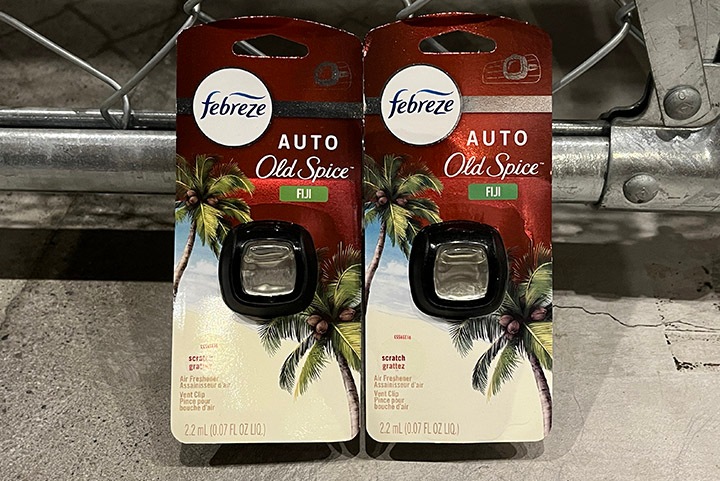 febreze
AUTO
Old Spice™
FIJI
scratch
grattez
Air Freshener
Assainisseur d'air
Vent Clip
Pince pour
bouche d'air
2.2 mL (0.07 FL OZ LIQ.)
febreze
AUTO
Old Spice™
FIJI
scratch
grattez
Air Freshener
Assainisseur d'air
Vent Clip
Pince pour
bouche d'air
2.2 mL (0.07 FL OZ LIQ.)